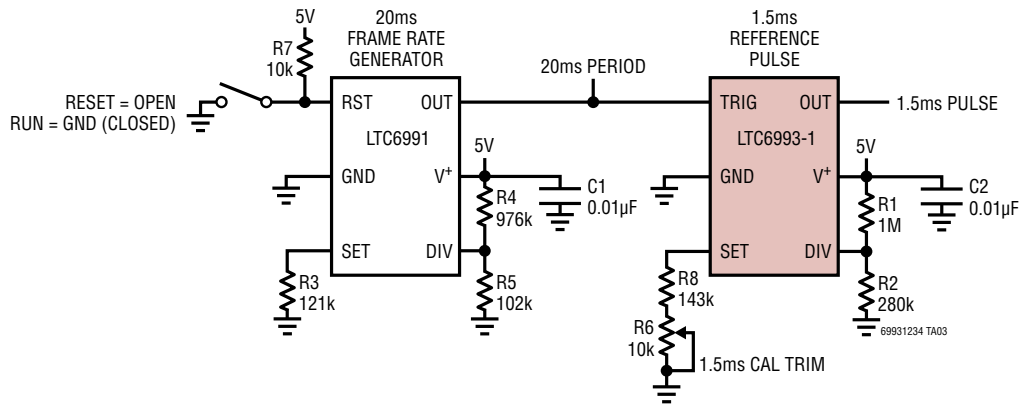 20ms
FRAME RATE
GENERATOR
1.5ms
REFERENCE
PULSE
5V
R7
10k
20ms PERIOD
RESET = OPEN
RUN = GND (CLOSED)
RST
OUT
LTC6991
GND
V+
SET
DIV
5V
C1
0.01µF
R4
976k
R3
121k
R5
102k
TRIG
OUT
1.5ms PULSE
LTC6993-1
GND
V+
SET
DIV
5V
C2
0.01µF
R1
1M
R8
143k
R2
280k
R6
10k
69931234 TA03
1.5ms CAL TRIM